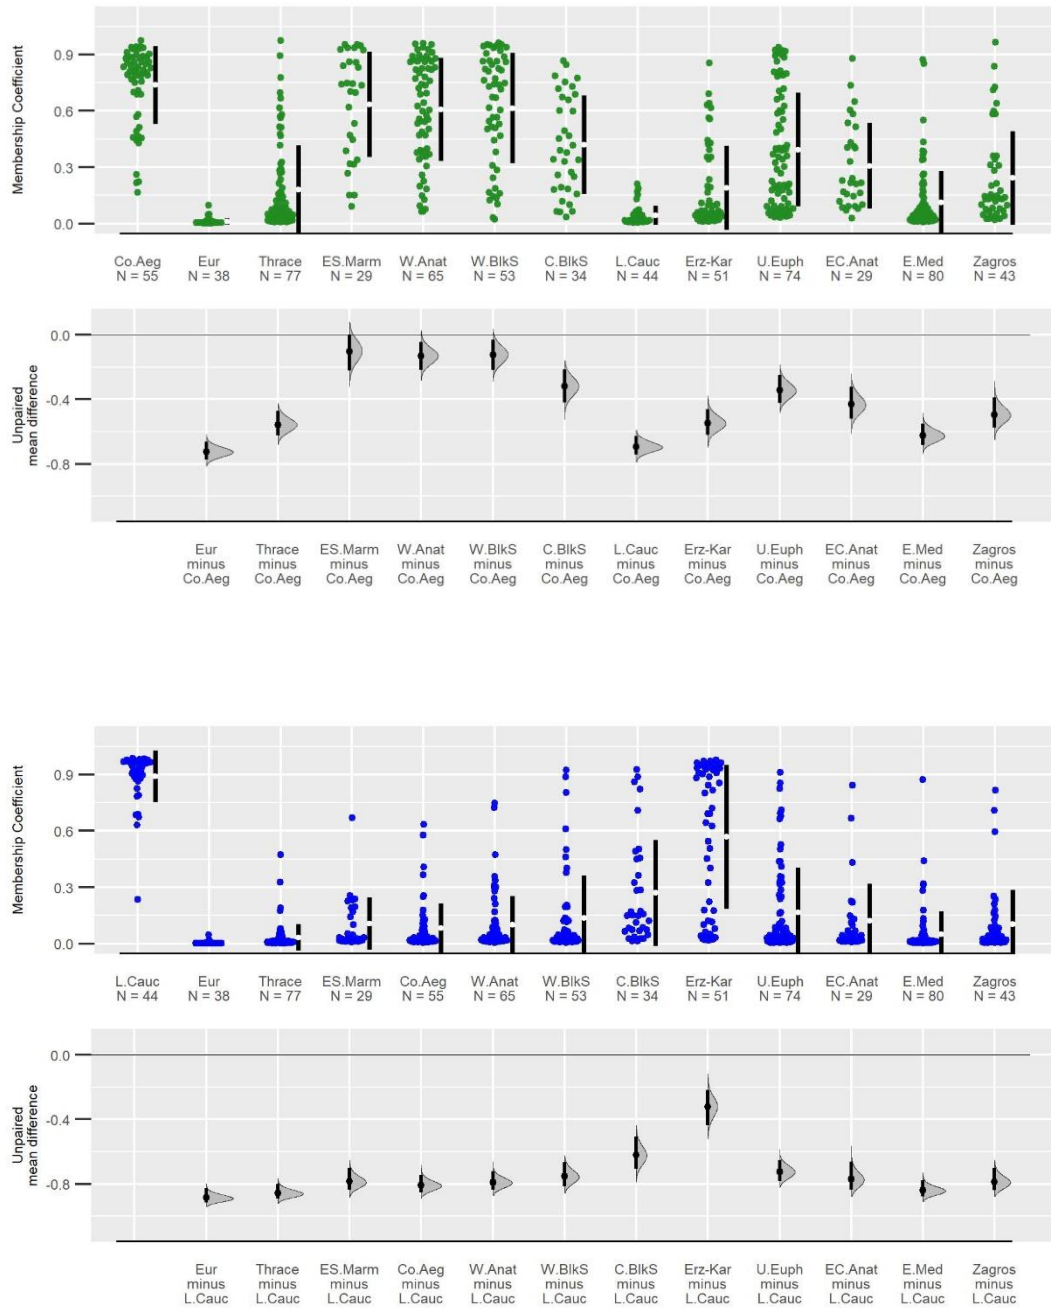 Membership Coefficient
0.9
0.6
0.3
0.0
Co.Aeg Eur Thrace ES.Marm W.Anat W.BlkS C.BlkS L.Cauc Erz-Kar U.Euph EC.Anat E.Med Zagros
N = 55 N = 38 N = 77 N = 29 N = 65 N = 53 N = 34 N = 44 N = 51 N = 74 N = 29 N = 80 N = 43
Unpaired
mean difference
0.0
-0.4
-0.8
Eur Thrace ES.Marm W.Anat W.BlkS C.BlkS L.Cauc Erz-Kar U.Euph EC.Anat E.Med Zagros
minus minus minus minus minus minus minus minus minus minus minus minus
Co.Aeg Co.Aeg Co.Aeg Co.Aeg Co.Aeg Co.Aeg Co.Aeg Co.Aeg Co.Aeg Co.Aeg Co.Aeg Co.Aeg
Membership Coefficient
0.9
0.6
0.3
0.0
L.Cauc Eur Thrace ES.Marm Co.Aeg W.Anat W.BlkS C.BlkS Erz-Kar U.Euph EC.Anat E.Med Zagros
N = 44 N = 38 N = 77 N = 29 N = 55 N = 65 N = 53 N = 34 N = 51 N = 74 N = 29 N = 80 N = 43
Unpaired
mean difference
0.0
-0.4
-0.8
Eur Thrace ES.Marm Co.Aeg W.Anat W.BlkS C.BlkS Erz-Kar U.Euph EC.Anat E.Med Zagros
minus minus minus minus minus minus minus minus minus minus minus minus
L.Cauc L.Cauc L.Cauc L.Cauc L.Cauc L.Cauc L.Cauc L.Cauc L.Cauc L.Cauc L.Cauc L.Cauc